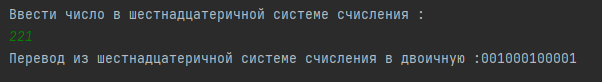 Ввести число в шестнадцатеричной системе счисления :
221
Перевод из шестнадцатеричной системе счисления в двоичную :001000100001